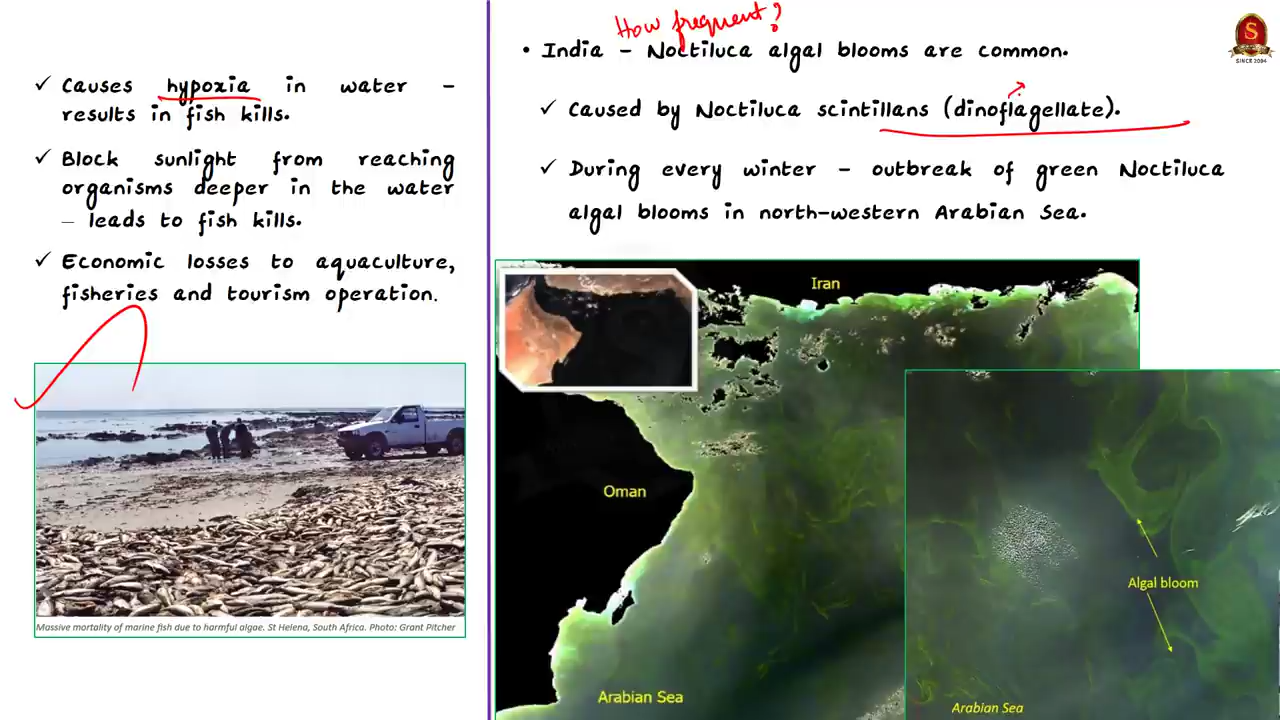 ✓ Causes hypoxia in water –
results in fish kills.
✓ Block sunlight from reaching
organisms deeper in the water
– leads to fish kills.
✓ Economic losses to aquaculture,
fisheries and tourism operation.
Massive mortality of marine fish due to harmful algae. St Helena, South Africa. Photo: Grant Pitcher
How frequent?
• India – Noctiluca algal blooms are common.
✓ Caused by Noctiluca scintillans (dinoflagellate).
✓ During every winter – outbreak of green Noctiluca
algal blooms in north-western Arabian Sea.
Iran
Oman
Arabian Sea
Algal bloom
Arabian Sea
S
SINCE 2004